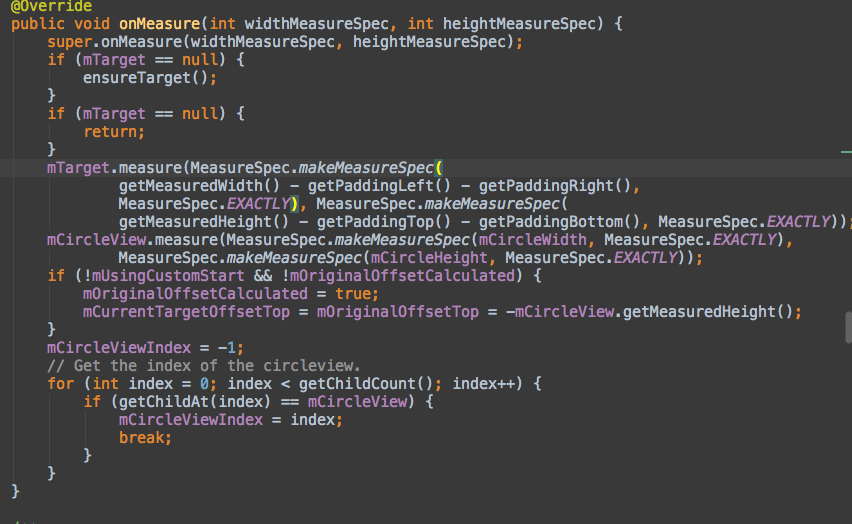 @Override
public void onMeasure(int widthMeasureSpec, int heightMeasureSpec) {
super.onMeasure(widthMeasureSpec, heightMeasureSpec);
if (mTarget == null) {
ensureTarget();
}
if (mTarget == null) {
return;
}
mTarget.measure(MeasureSpec.makeMeasureSpec(
getMeasuredWidth() - getPaddingLeft() - getPaddingRight(),
MeasureSpec.EXACTLY), MeasureSpec.makeMeasureSpec(
getMeasuredHeight() - getPaddingTop() - getPaddingBottom(), MeasureSpec.EXACTLY));
mCircleView.measure(MeasureSpec.makeMeasureSpec(mCircleWidth, MeasureSpec.EXACTLY),
MeasureSpec.makeMeasureSpec(mCircleHeight, MeasureSpec.EXACTLY));
if (!mUsingCustomStart && !mOriginalOffsetCalculated) {
mOriginalOffsetCalculated = true;
mCurrentTargetOffsetTop = mOriginalOffsetTop = -mCircleView.getMeasuredHeight();
}
mCircleViewIndex = -1;
// Get the index of the circleview.
for (int index = 0; index < getChildCount(); index++) {
if (getChildAt(index) == mCircleView) {
mCircleViewIndex = index;
break;
}
}
}